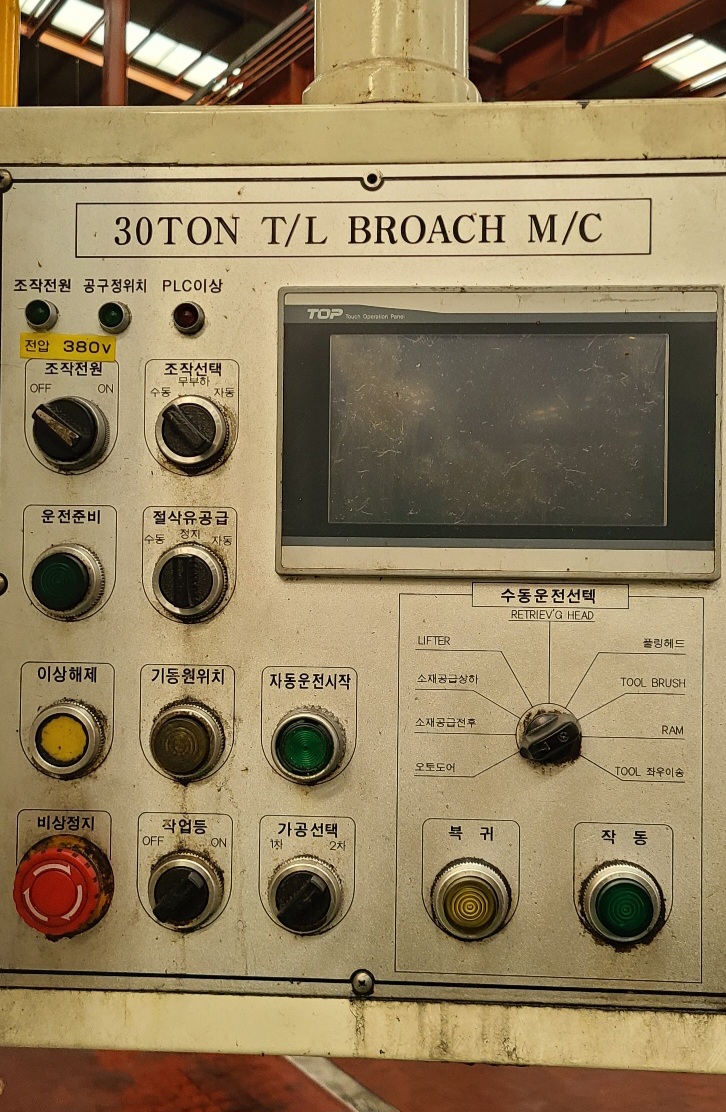 30TON T/L BROACH M/C
조작전원 공구정위치 PLC이상
TOP Touch Operation Panel
전압 380v
조작전원
OFF ON
조작선택
무부하
수동 자동
운전준비
절삭유공급
정지
수동 자동
수동운전선텍
RETRIEV'G HEAD
LIFTER
풀링헤드
소재공급상하
TOOL BRUSH
소재공급전후
RAM
오토도어
TOOL 좌우이송
이상해제
기동원위치
자동운전시작
비상정지
작업등
OFF ON
가공선택
1차 2차
복 귀
작 동